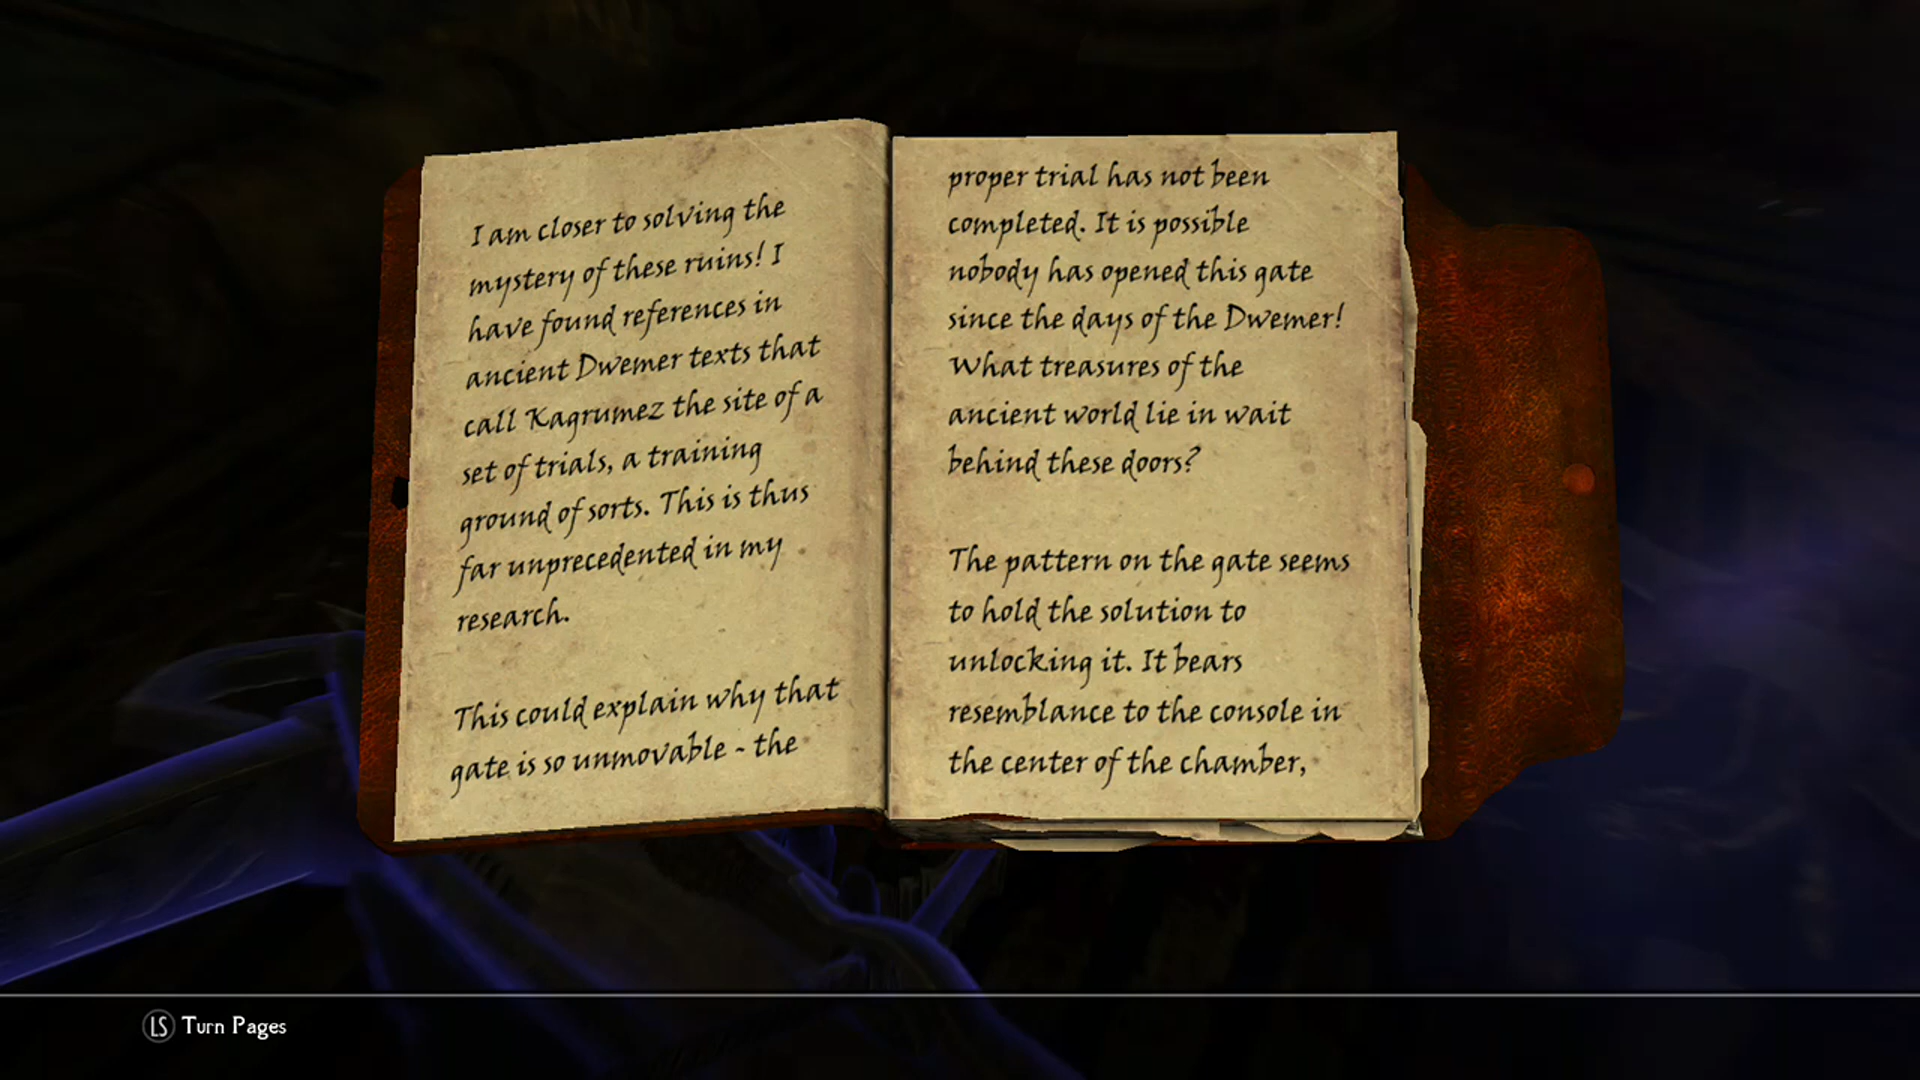 I am closer to solving the
mystery of these ruins! I
have found references in
ancient Dwemer texts that
call Kagrumez the site of a
set of trials, a training
ground of sorts. This is thus
far unprecedented in my
research.
This could explain why that
gate is so unmovable - the
proper trial has not been
completed. It is possible
nobody has opened this gate
since the days of the Dwemer!
What treasures of the
ancient world lie in wait
behind these doors?
The pattern on the gate seems
to hold the solution to
unlocking it. It bears
resemblance to the console in
the center of the chamber,
LS Turn Pages